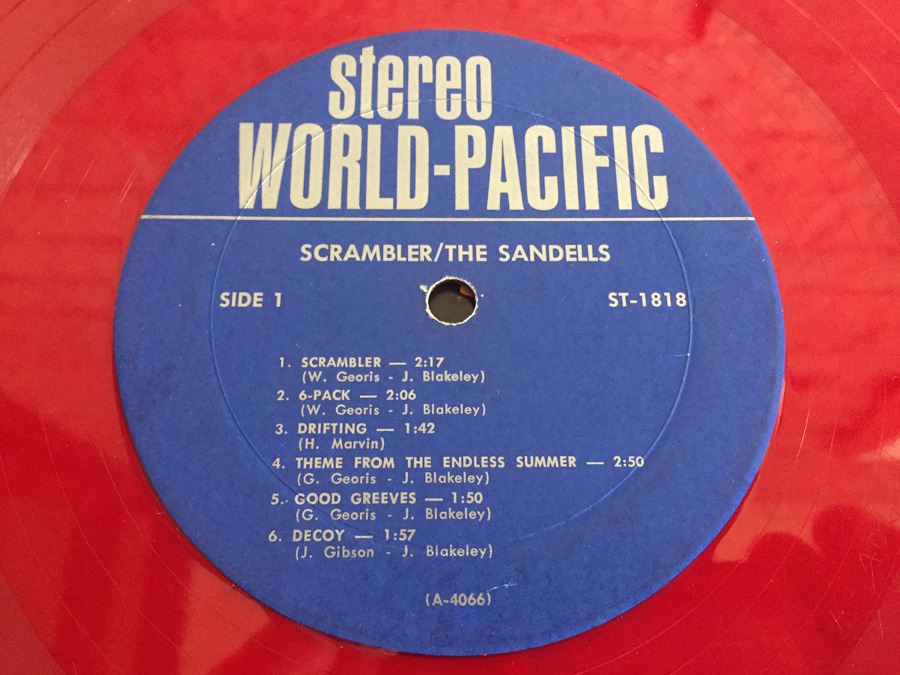 stereo
WORLD-PACIFIC
SCRAMBLER/THE SANDELLS
SIDE 1 ST-1818
1. SCRAMBLER — 2:17
(W. Georis - J. Blakeley)
2. 6-PACK — 2:06
(W. Georis - J. Blakeley)
3. DRIFTING — 1:42
(H. Marvin)
4. THEME FROM THE ENDLESS SUMMER — 2:50
(G. Georis - J. Blakeley)
5. GOOD GREEVES — 1:50
(G. Georis - J. Blakeley)
6. DECOY — 1:57
(J. Gibson - J. Blakeley)
(A-4066)